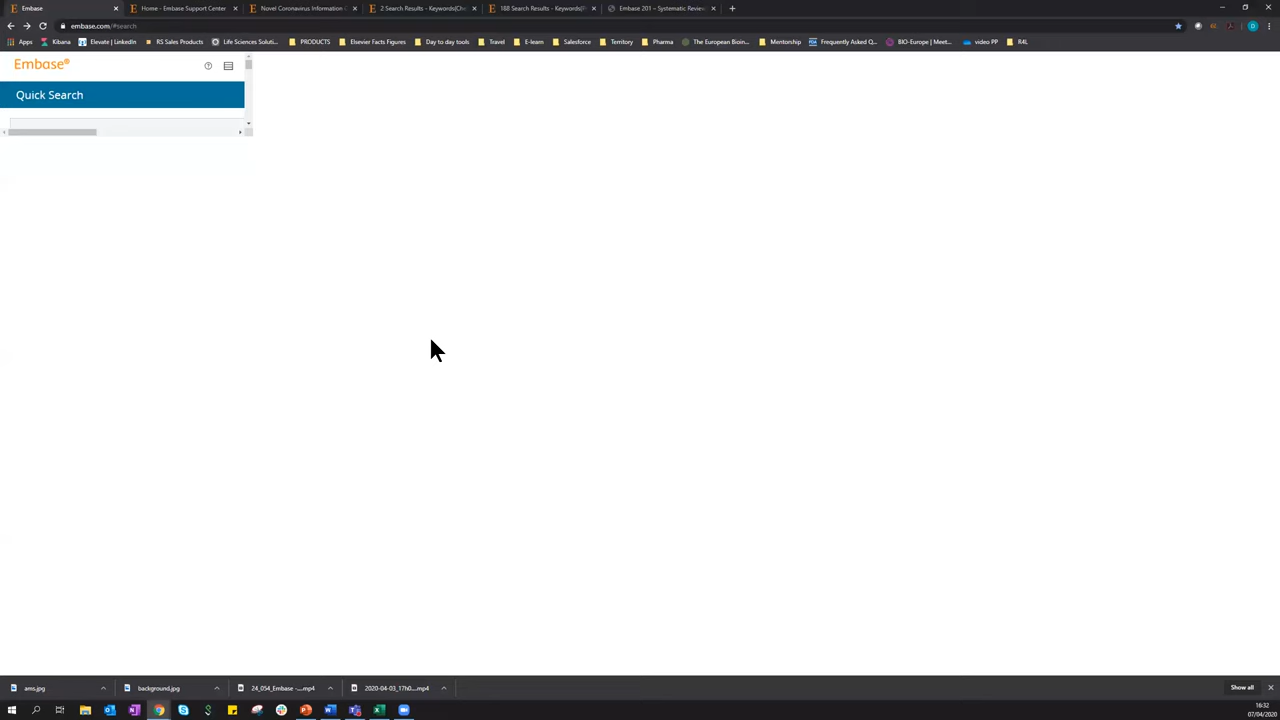 Embase
Home - Embase Support Center
Novel Coronavirus Information
2 Search Results - Keywords(Che
188 Search Results - Keywords(
Embase 201 – Systematic Review
embase.com/#search
Apps
Kibana
Elevate | LinkedIn
RS Sales Products
Life Sciences Soluti...
PRODUCTS
Elsevier Facts Figures
Day to day tools
Travel
E-learn
Salesforce
Territory
Pharma
The European Bioin...
Mentorship
Frequently Asked Q...
BIO-Europe | Meet...
video PP
R4L
Embase®
Quick Search
ams.jpg
background.jpg
24_054_Embase -....mp4
2020-04-03_17h0....mp4
Show all
16:32
07/04/2020